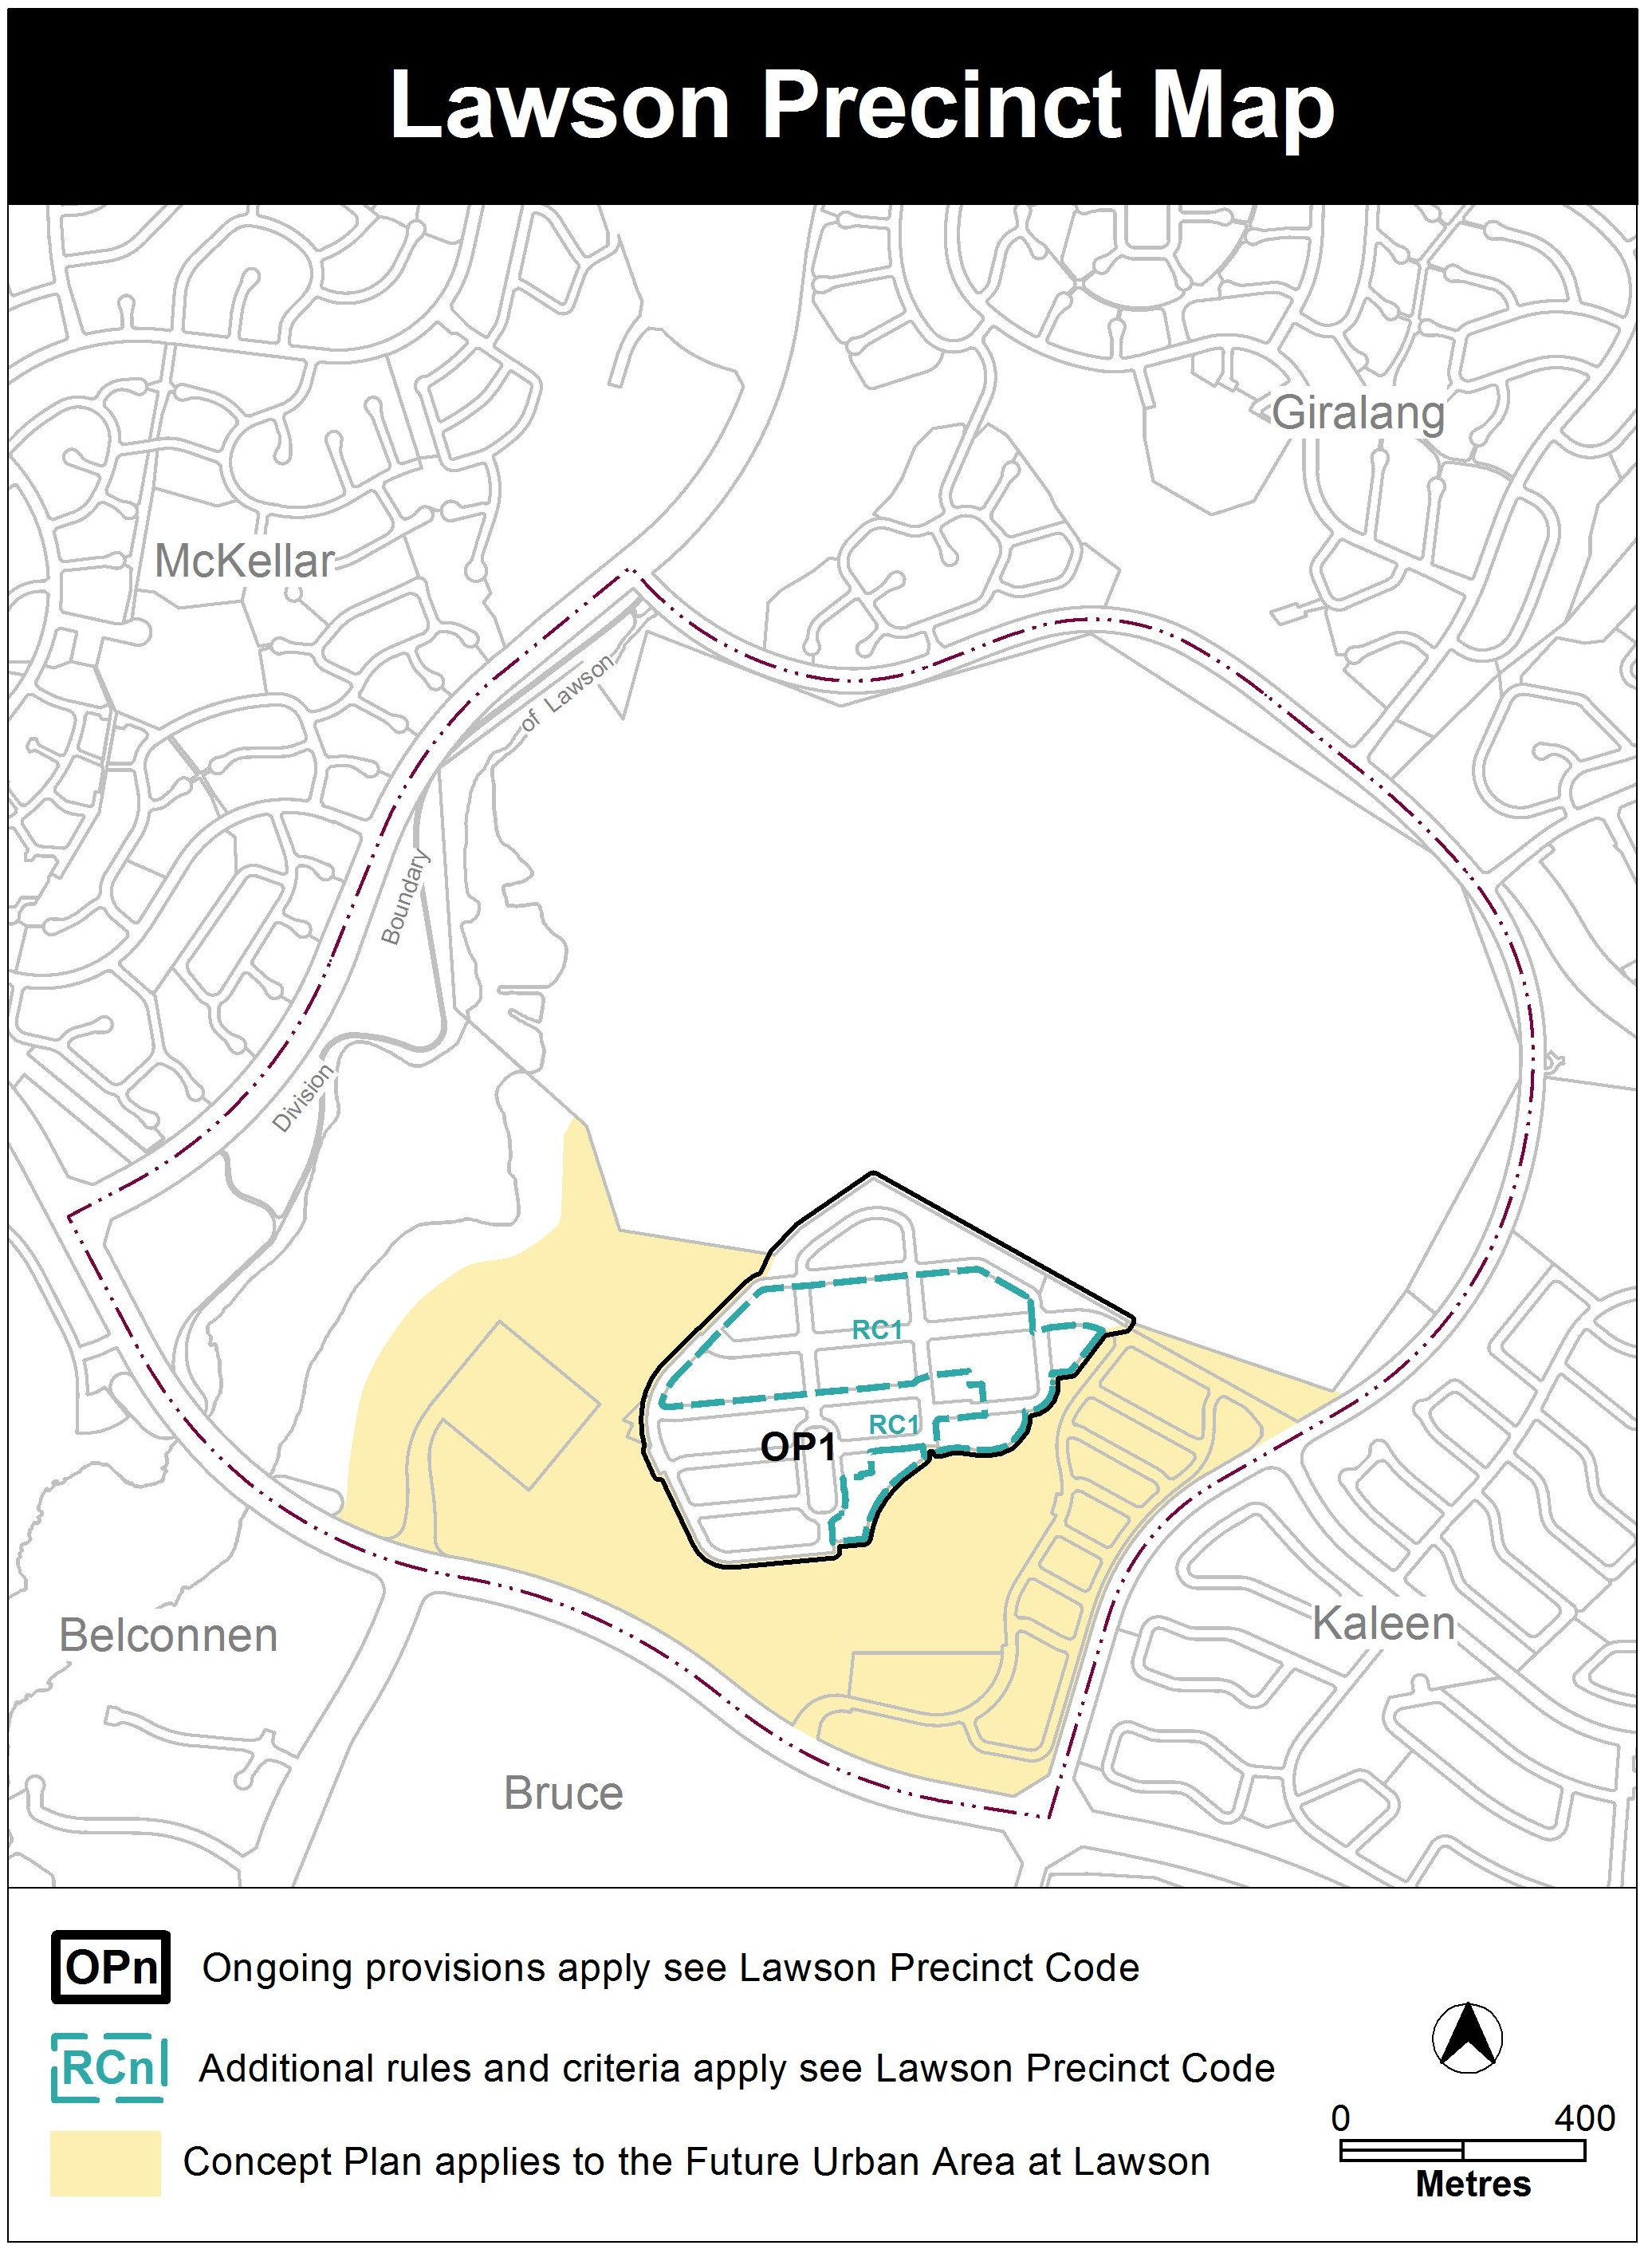 Lawson Precinct Map
Giralang
McKellar
of Lawson
Boundary
Division
RC1
RC1
OP1
Belconnen
Kaleen
Bruce
OPn Ongoing provisions apply see Lawson Precinct Code
RCn Additional rules and criteria apply see Lawson Precinct Code
Concept Plan applies to the Future Urban Area at Lawson
0 400
Metres